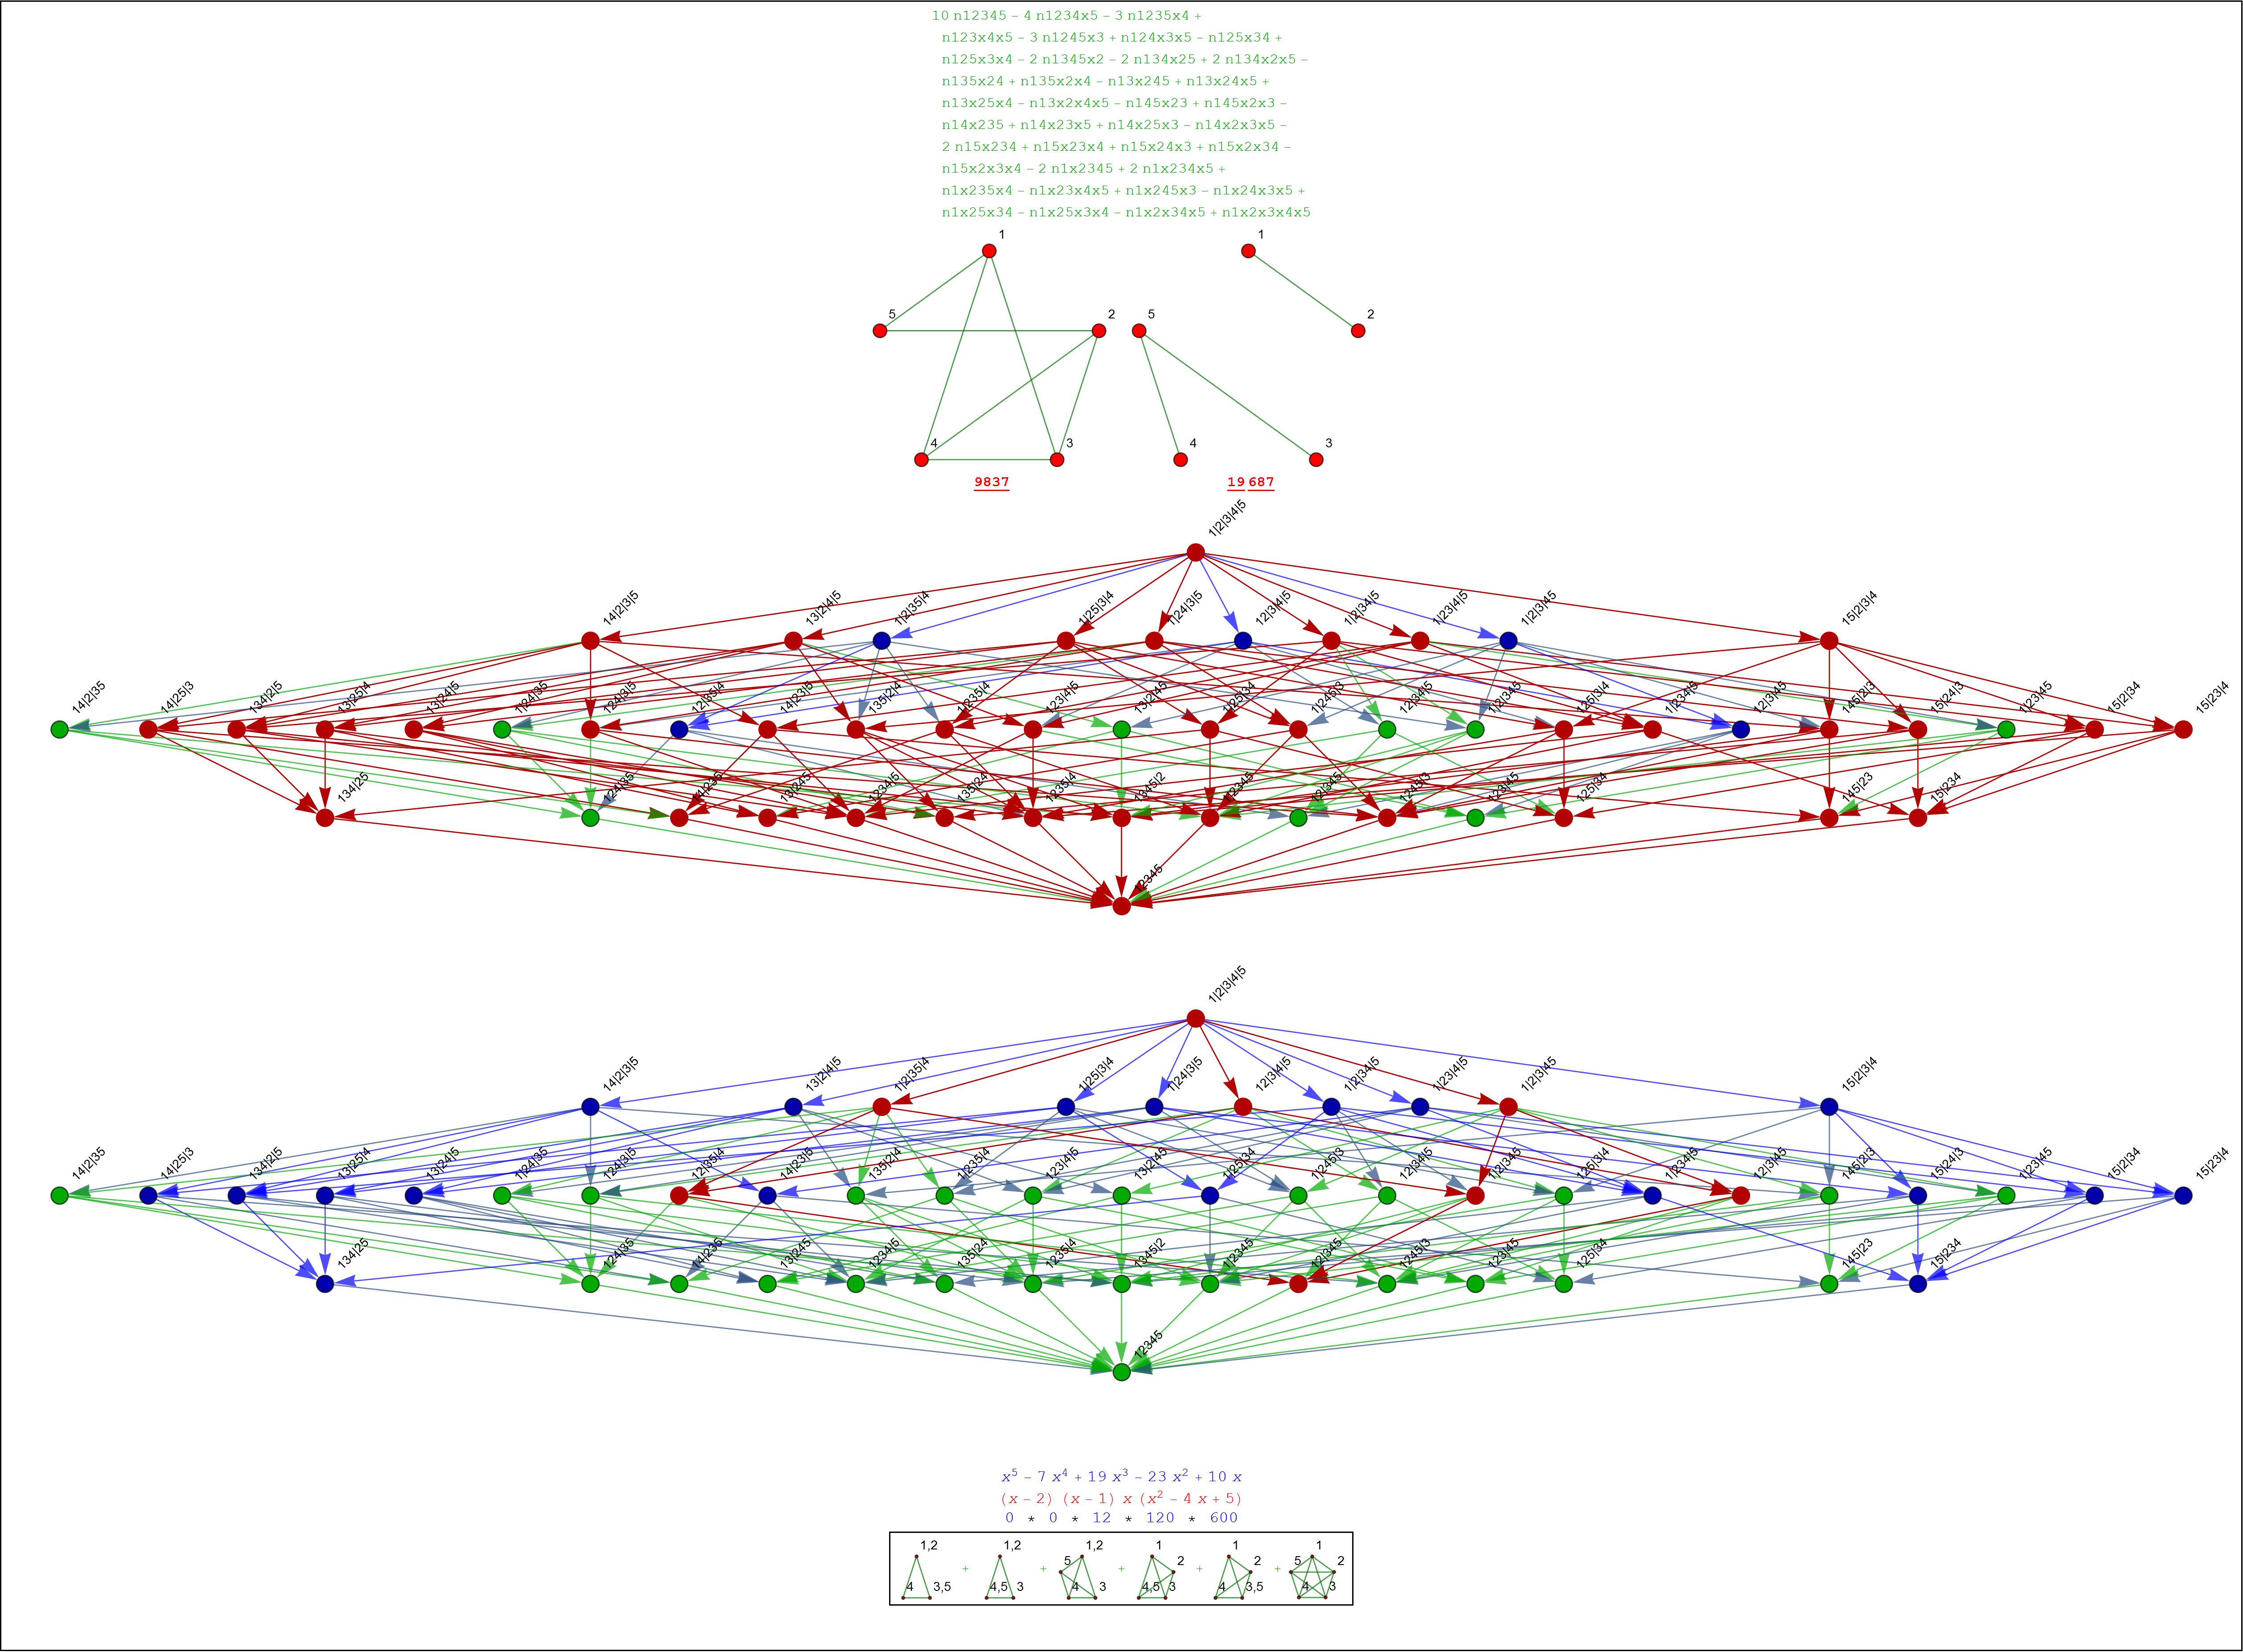 10 n12345 – 4 n1234x5 – 3 n1235x4 +
n123x4x5 – 3 n1245x3 + n124x3x5 – n125x34 +
n125x3x4 – 2 n1345x2 – 2 n134x25 + 2 n134x2x5 –
n135x24 + n135x2x4 – n13x245 + n13x24x5 +
n13x25x4 – n13x2x4x5 – n145x23 + n145x2x3 –
n14x235 + n14x23x5 + n14x25x3 – n14x2x3x5 –
2 n15x234 + n15x23x4 + n15x24x3 + n15x2x34 –
n15x2x3x4 – 2 n1x2345 + 2 n1x234x5 +
n1x235x4 – n1x23x4x5 + n1x245x3 – n1x24x3x5 +
n1x25x34 – n1x25x3x4 – n1x2x34x5 + n1x2x3x4x5
1 1
5 2 5 2
4 3 4 3
9837 19 687
1|2|3|4|5
14|2|3|5 13|2|4|5 1|2|35|4 1|25|3|4 1|24|3|5 12|3|4|5 1|2|34|5 1|23|4|5 1|2|3|45 15|2|3|4
14|2|35 14|25|3 134|2|5 13|25|4 13|24|5 1|24|35 124|3|5 12|35|4 14|23|5 135|2|4 1|235|4 123|4|5 13|2|45 1|25|34 1|245|3 12|34|5 1|2|345 125|3|4 1|234|5 12|3|45 145|2|3 15|24|3 1|23|45 15|2|34 15|23|4
134|25 124|35 14|235 13|245 1234|5 135|24 1235|4 1345|2 1|2345 12|345 1245|3 123|45 125|34 145|23 15|234
12345
1|2|3|4|5
14|2|3|5 13|2|4|5 1|2|35|4 1|25|3|4 1|24|3|5 12|3|4|5 1|2|34|5 1|23|4|5 1|2|3|45 15|2|3|4
14|2|35 14|25|3 134|2|5 13|25|4 13|24|5 1|24|35 124|3|5 12|35|4 14|23|5 135|2|4 1|235|4 123|4|5 13|2|45 1|25|34 1|245|3 12|34|5 1|2|345 125|3|4 1|234|5 12|3|45 145|2|3 15|24|3 1|23|45 15|2|34 15|23|4
134|25 124|35 14|235 13|245 1234|5 135|24 1235|4 1345|2 1|2345 12|345 1245|3 123|45 125|34 145|23 15|234
12345
x⁵ – 7 x⁴ + 19 x³ – 23 x² + 10 x
(x – 2) (x – 1) x (x² – 4 x + 5)
0 * 0 * 12 * 120 * 600
1,2 1,2 1,2 1 1 1
5 2 2 5 2
+ + + + +
4 3,5 4,5 3 4 3 4,5 3 4 3,5 4 3